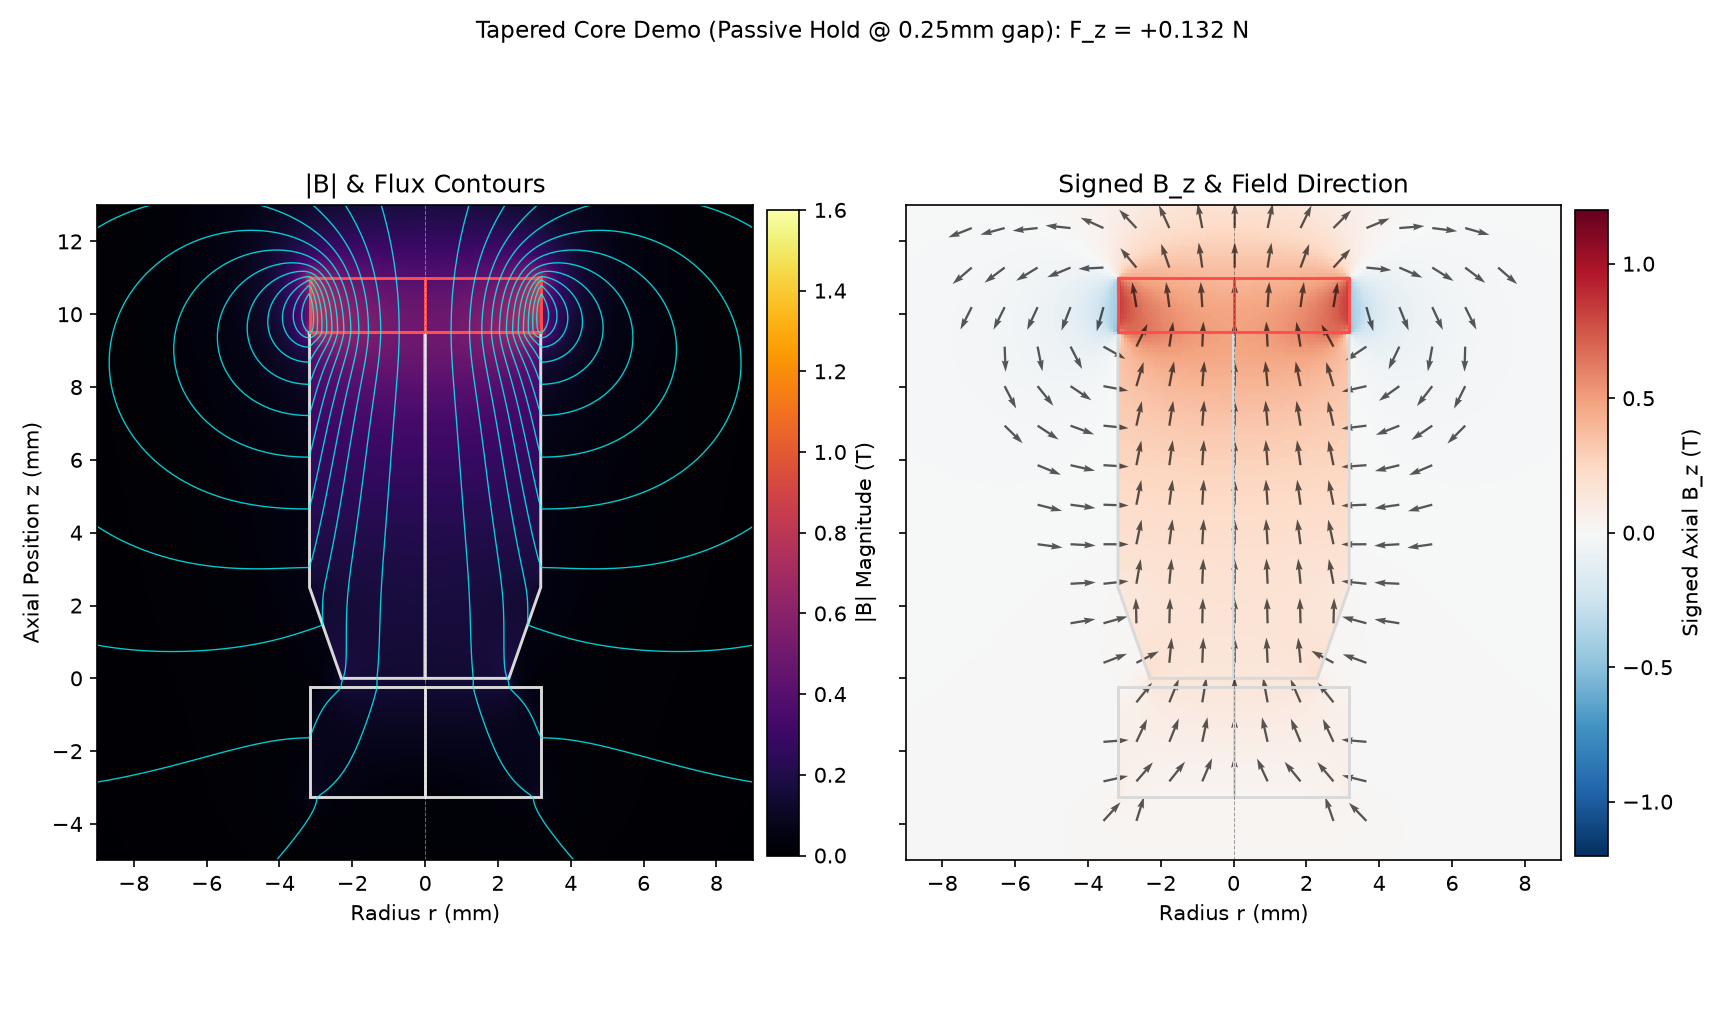 Tapered Core Demo (Passive Hold @ 0.25mm gap): F_z = +0.132 N
|B| & Flux Contours
12
10
8
6
4
2
0
−2
−4
Axial Position z (mm)
−8 −6 −4 −2 0 2 4 6 8
Radius r (mm)
1.6
1.4
1.2
1.0
0.8
0.6
0.4
0.2
0.0
|B| Magnitude (T)
Signed B_z & Field Direction
−8 −6 −4 −2 0 2 4 6 8
Radius r (mm)
1.0
0.5
0.0
−0.5
−1.0
Signed Axial B_z (T)